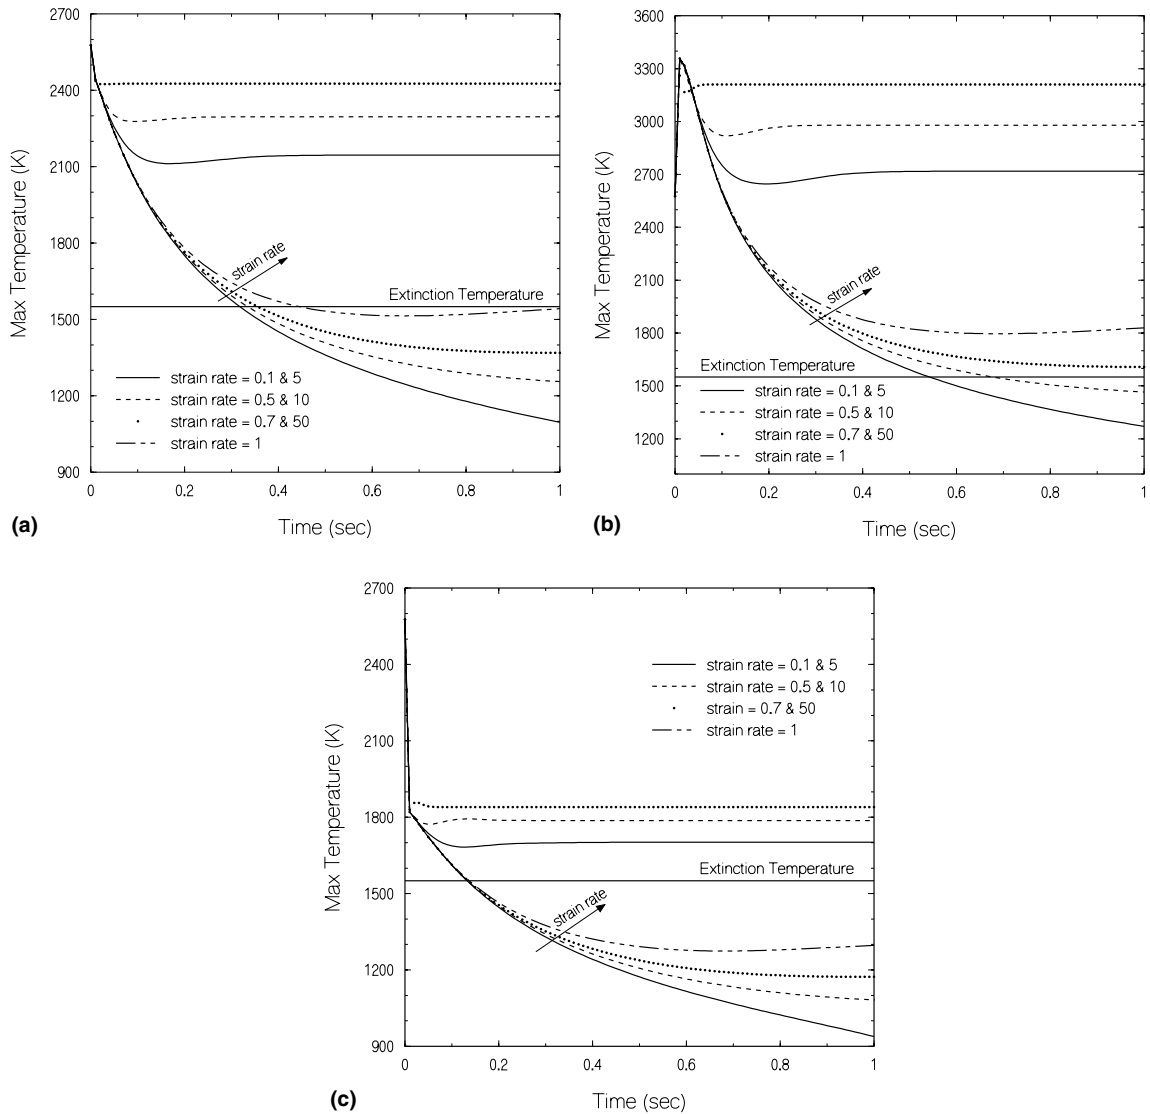 2700
2400
2100
1800
1500
1200
900
Max Temperature (K)
strain rate
Extinction Temperature
strain rate = 0.1 & 5
strain rate = 0.5 & 10
strain rate = 0.7 & 50
strain rate = 1
0 0.2 0.4 0.6 0.8 1
(a) Time (sec)
3600
3300
3000
2700
2400
2100
1800
1500
1200
Max Temperature (K)
strain rate
Extinction Temperature
strain rate = 0.1 & 5
strain rate = 0.5 & 10
strain rate = 0.7 & 50
strain rate = 1
0 0.2 0.4 0.6 0.8 1
(b) Time (sec)
2700
2400
2100
1800
1500
1200
900
Max Temperature (K)
strain rate = 0.1 & 5
strain rate = 0.5 & 10
strain = 0.7 & 50
strain rate = 1
Extinction Temperature
strain rate
0 0.2 0.4 0.6 0.8 1
(c) Time (sec)